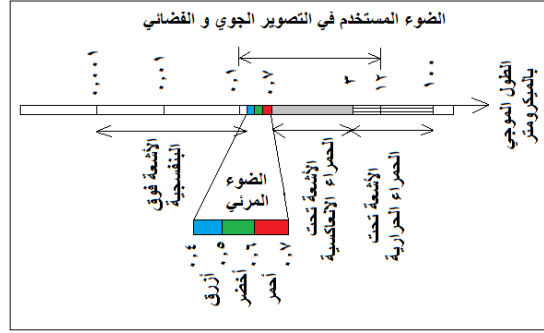 الضوء المستخدم في التصوير الجوي و الفضائي
٠,٠٠١
٠,٠١
٠,١
٠,٧
٣
١٢
١٠٠
الطول الموجي
بالميكرومتر
الأشعة فوق
البنفسجية
الضوء
المرئي
الأشعة تحت
الحمراء الانعاكسية
الأشعة تحت
الحمراء الحرارية
٠,٤
أزرق
٠,٥
٠,٦
أخضر
٠,٧
أحمر